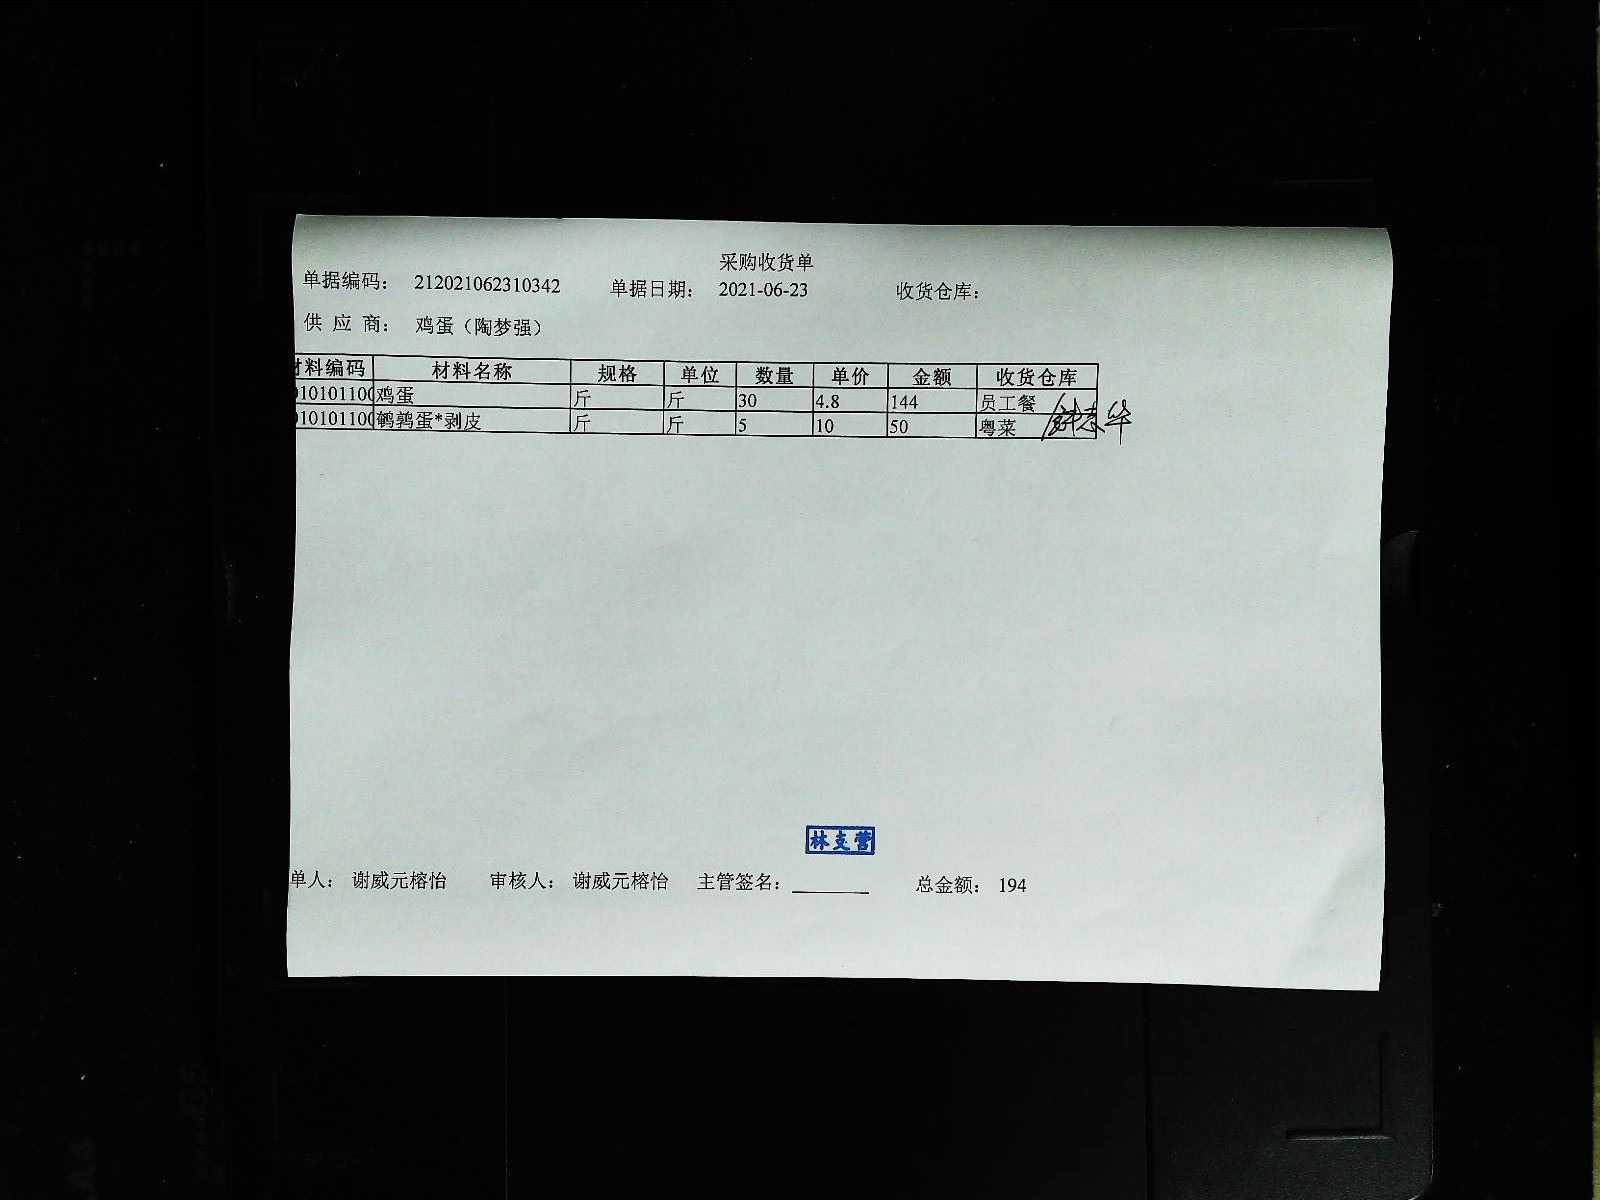 采购收货单
单据编码： 212021062310342 单据日期： 2021-06-23 收货仓库：
供 应 商： 鸡蛋（陶梦强）
材料编码 材料名称 规格 单位 数量 单价 金额 收货仓库
010101100 鸡蛋 斤 斤 30 4.8 144 员工餐
010101100 鹌鹑蛋*剥皮 斤 斤 5 10 50 粤菜
林支营
单人： 谢威元榕怡 审核人： 谢威元榕怡 主管签名： 总金额： 194